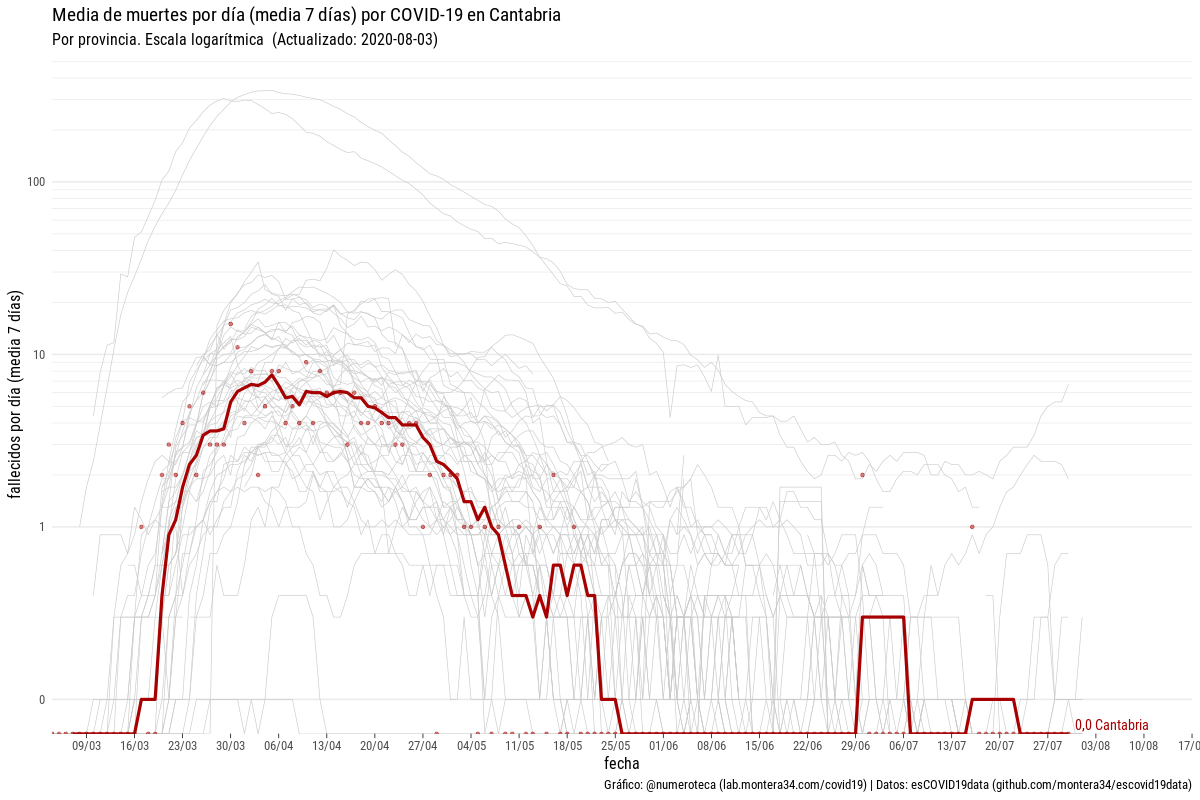 Media de muertes por día (media 7 días) por COVID-19 en Cantabria
Por provincia. Escala logarítmica (Actualizado: 2020-08-03)
fallecidos por día (media 7 días)
100
10
1
0
0,0 Cantabria
09/03 16/03 23/03 30/03 06/04 13/04 20/04 27/04 04/05 11/05 18/05 25/05 01/06 08/06 15/06 22/06 29/06 06/07 13/07 20/07 27/07 03/08 10/08 17/0
fecha
Gráfico: @numeroteca (lab.montera34.com/covid19) | Datos: esCOVID19data (github.com/montera34/escovid19data)